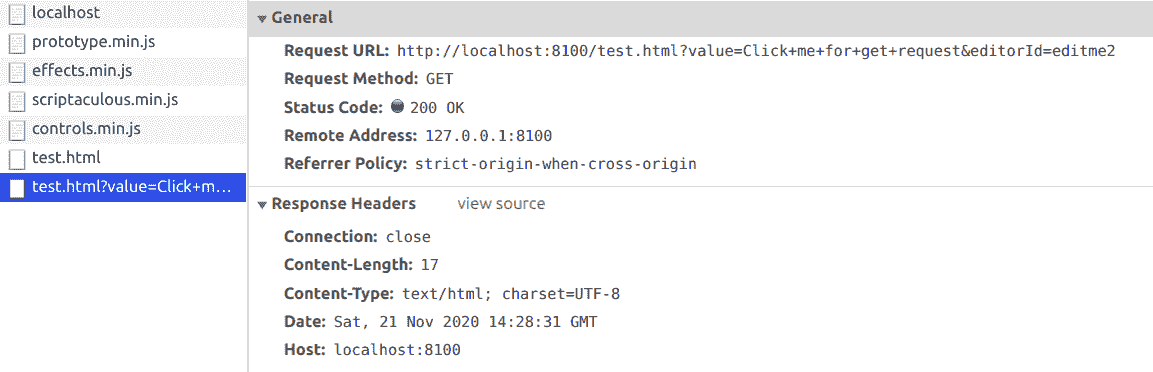 localhost
prototype.min.js
effects.min.js
scriptaculous.min.js
controls.min.js
test.html
test.html?value=Click+m…
General
Request URL: http://localhost:8100/test.html?value=Click+me+for+get+request&editorId=editme2
Request Method: GET
Status Code: 200 OK
Remote Address: 127.0.0.1:8100
Referrer Policy: strict-origin-when-cross-origin
Response Headers view source
Connection: close
Content-Length: 17
Content-Type: text/html; charset=UTF-8
Date: Sat, 21 Nov 2020 14:28:31 GMT
Host: localhost:8100